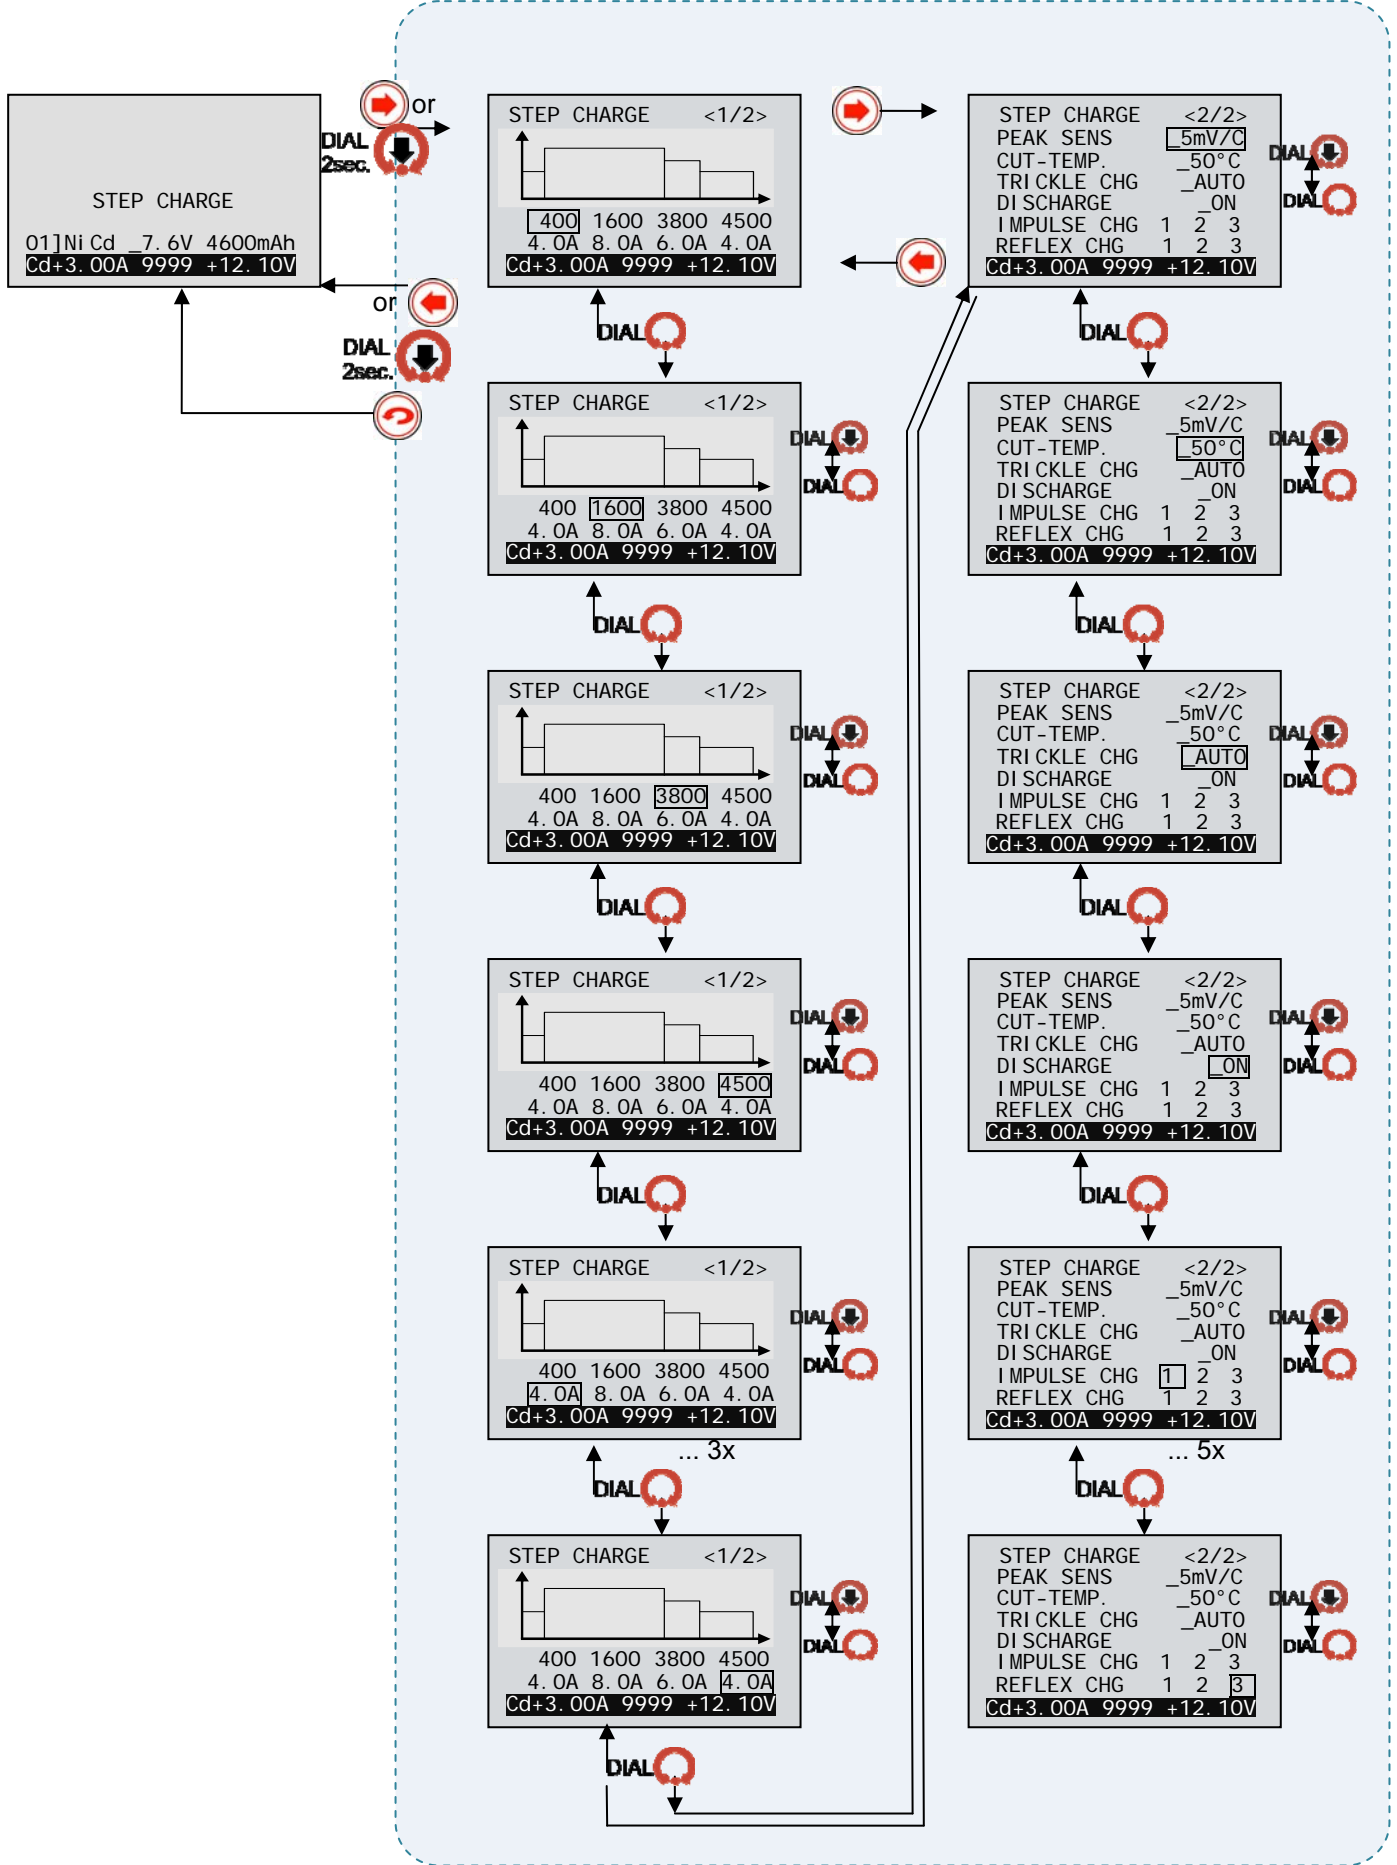 STEP CHARGE
01]NiCd _7.6V 4600mAh
Cd+3.00A 9999 +12.10V
or
DIAL
2sec.
or
DIAL
2sec.
STEP CHARGE <1/2>
400 1600 3800 4500
4.0A 8.0A 6.0A 4.0A
Cd+3.00A 9999 +12.10V
DIAL
STEP CHARGE <1/2>
400 1600 3800 4500
4.0A 8.0A 6.0A 4.0A
Cd+3.00A 9999 +12.10V
DIAL
DIAL
DIAL
STEP CHARGE <1/2>
400 1600 3800 4500
4.0A 8.0A 6.0A 4.0A
Cd+3.00A 9999 +12.10V
DIAL
DIAL
DIAL
STEP CHARGE <1/2>
400 1600 3800 4500
4.0A 8.0A 6.0A 4.0A
Cd+3.00A 9999 +12.10V
DIAL
DIAL
DIAL
STEP CHARGE <1/2>
400 1600 3800 4500
4.0A 8.0A 6.0A 4.0A
Cd+3.00A 9999 +12.10V
DIAL
DIAL
... 3x
DIAL
STEP CHARGE <1/2>
400 1600 3800 4500
4.0A 8.0A 6.0A 4.0A
Cd+3.00A 9999 +12.10V
DIAL
DIAL
DIAL
STEP CHARGE <2/2>
PEAK SENS _5mV/C
CUT-TEMP. _50°C
TRICKLE CHG _AUTO
DISCHARGE _ON
IMPULSE CHG 1 2 3
REFLEX CHG 1 2 3
Cd+3.00A 9999 +12.10V
DIAL
DIAL
DIAL
STEP CHARGE <2/2>
PEAK SENS _5mV/C
CUT-TEMP. _50°C
TRICKLE CHG _AUTO
DISCHARGE _ON
IMPULSE CHG 1 2 3
REFLEX CHG 1 2 3
Cd+3.00A 9999 +12.10V
DIAL
DIAL
DIAL
STEP CHARGE <2/2>
PEAK SENS _5mV/C
CUT-TEMP. _50°C
TRICKLE CHG _AUTO
DISCHARGE _ON
IMPULSE CHG 1 2 3
REFLEX CHG 1 2 3
Cd+3.00A 9999 +12.10V
DIAL
DIAL
DIAL
STEP CHARGE <2/2>
PEAK SENS _5mV/C
CUT-TEMP. _50°C
TRICKLE CHG _AUTO
DISCHARGE _ON
IMPULSE CHG 1 2 3
REFLEX CHG 1 2 3
Cd+3.00A 9999 +12.10V
DIAL
DIAL
DIAL
STEP CHARGE <2/2>
PEAK SENS _5mV/C
CUT-TEMP. _50°C
TRICKLE CHG _AUTO
DISCHARGE _ON
IMPULSE CHG 1 2 3
REFLEX CHG 1 2 3
Cd+3.00A 9999 +12.10V
DIAL
DIAL
... 5x
DIAL
STEP CHARGE <2/2>
PEAK SENS _5mV/C
CUT-TEMP. _50°C
TRICKLE CHG _AUTO
DISCHARGE _ON
IMPULSE CHG 1 2 3
REFLEX CHG 1 2 3
Cd+3.00A 9999 +12.10V
DIAL
DIAL